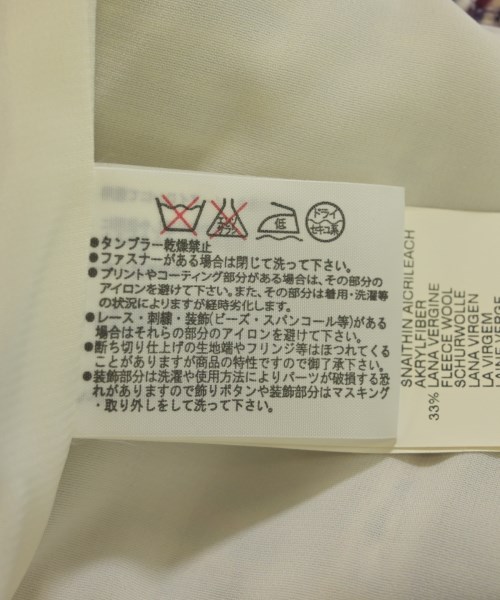 低
ドライ
セキユ系
●タンブラー乾燥禁止
●ファスナーがある場合は閉じて洗って下さい。
●プリントやコーティング部分がある場合は、その部分の
アイロンを避けて下さい。また、その部分は着用・洗濯等
の状況によりますが経時劣化します。
●レース・刺繍・装飾(ビーズ・スパンコール等)がある
場合はそれらの部分のアイロンを避けて下さい。
●断ち切り仕上げの生地端やフリンジ等はほつれてくる
ことがありますが商品の特性ですので御了承下さい。
●装飾部分は洗濯や使用方法によりパーツが破損する恐
れがありますので飾りボタンや装飾部分はマスキング
・取り外しをして洗って下さい。
SNAITHIN AICRILEACH
AKRYLFIBER
33% LANA VERGINE
FLEECE WOOL
SCHURWOLLE
LANA VIRGEN
LA VIRGEM